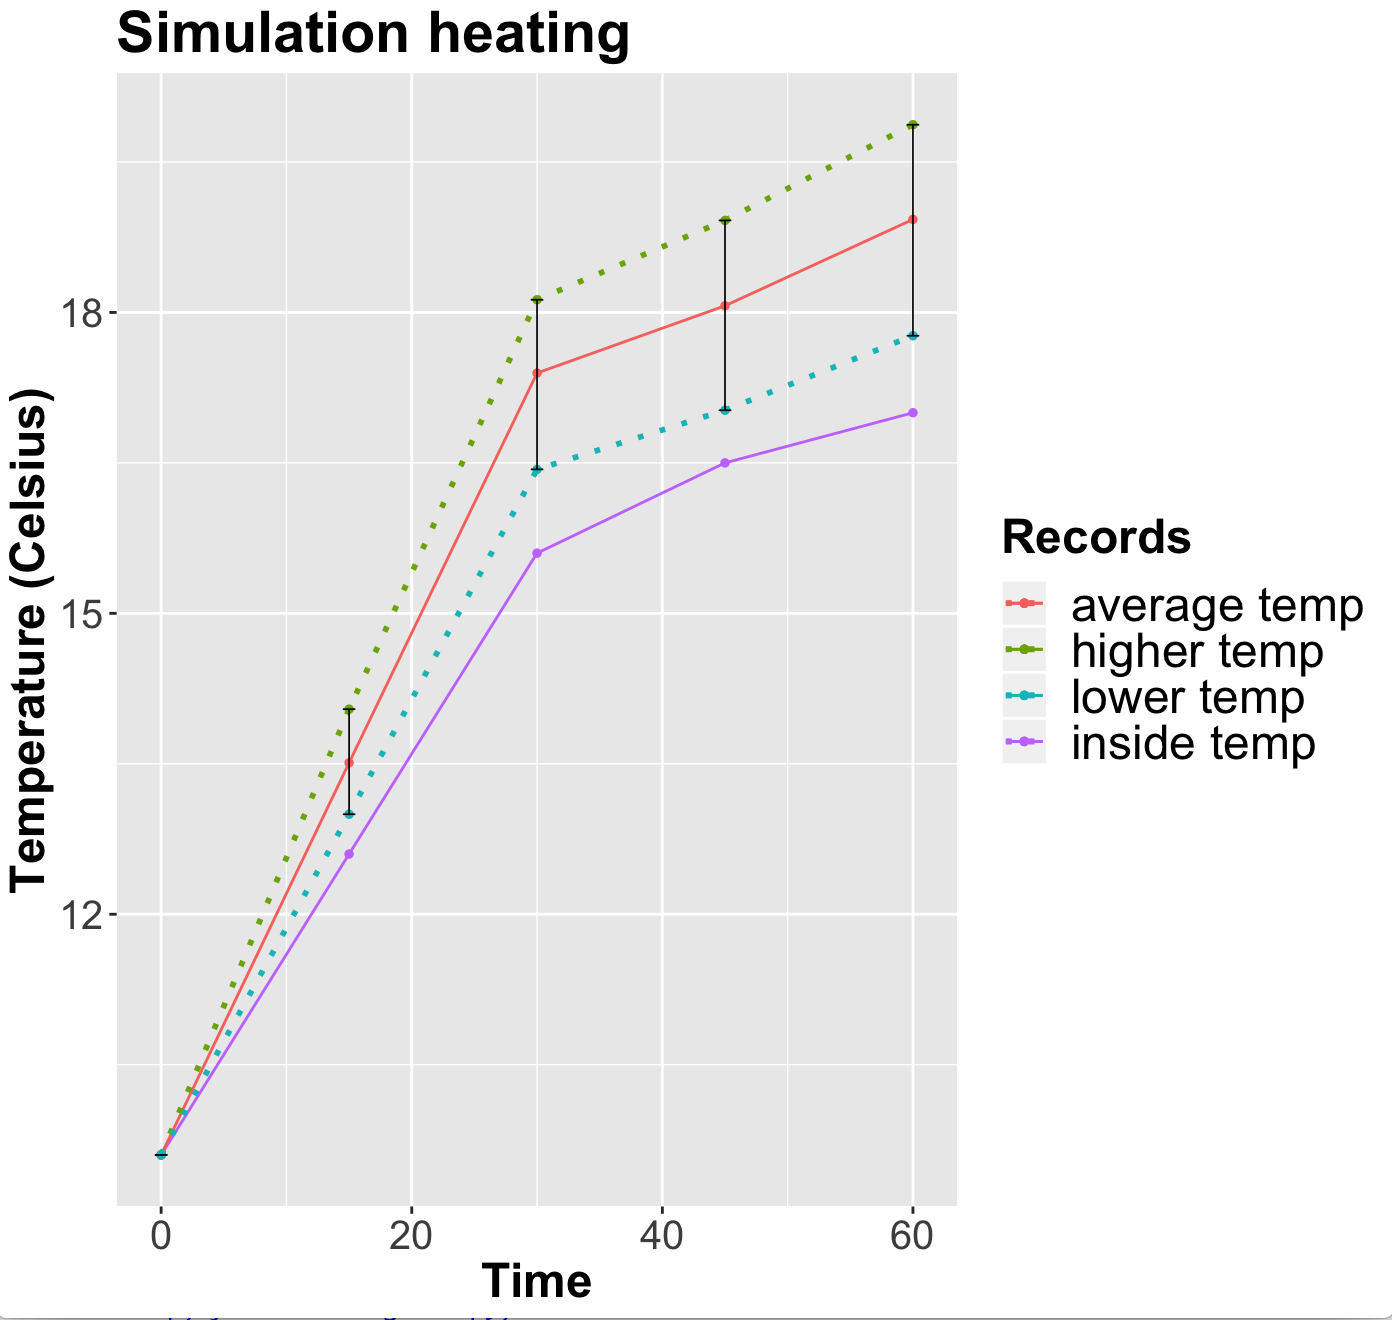 Simulation heating
Temperature (Celsius)
18
15
12
0 20 40 60
Time
Records
average temp
higher temp
lower temp
inside temp